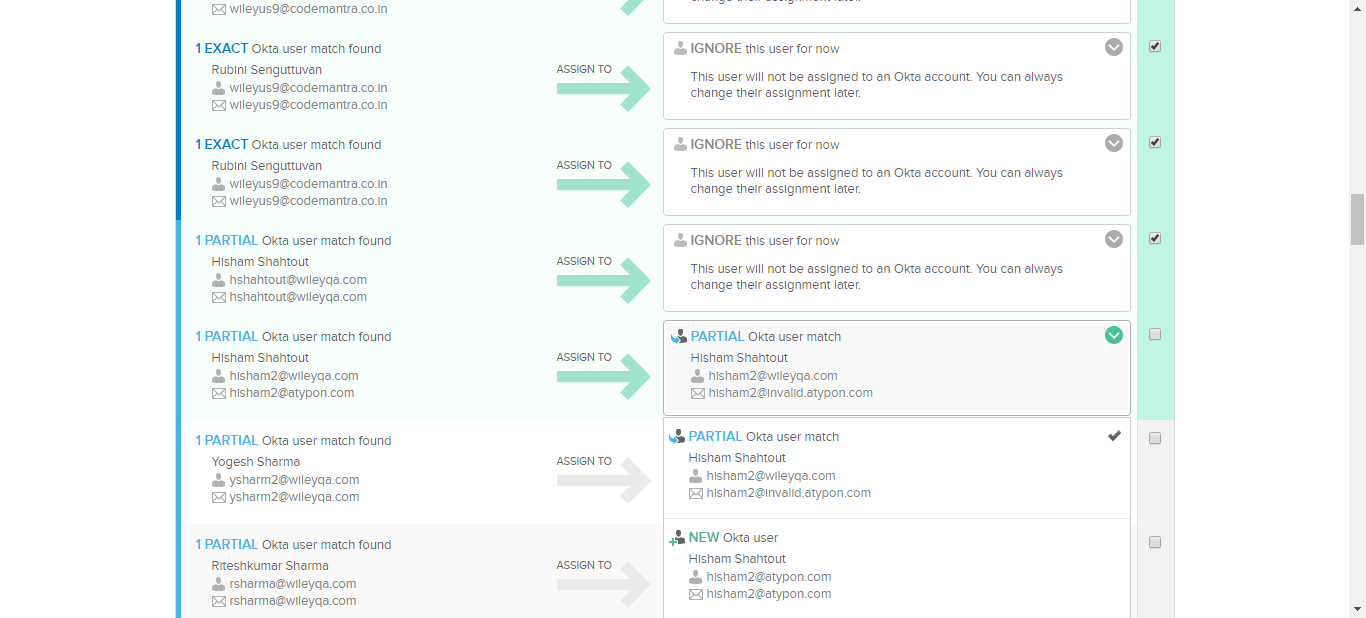 wileyus9@codemantra.co.in
change their assignment later.
1 EXACT Okta user match found
Rubini Senguttuvan
wileyus9@codemantra.co.in
wileyus9@codemantra.co.in
ASSIGN TO
IGNORE this user for now
This user will not be assigned to an Okta account. You can always
change their assignment later.
1 EXACT Okta user match found
Rubini Senguttuvan
wileyus9@codemantra.co.in
wileyus9@codemantra.co.in
ASSIGN TO
IGNORE this user for now
This user will not be assigned to an Okta account. You can always
change their assignment later.
1 PARTIAL Okta user match found
Hisham Shahtout
hshahtout@wileyqa.com
hshahtout@wileyqa.com
ASSIGN TO
IGNORE this user for now
This user will not be assigned to an Okta account. You can always
change their assignment later.
1 PARTIAL Okta user match found
Hisham Shahtout
hisham2@wileyqa.com
hisham2@atypon.com
ASSIGN TO
PARTIAL Okta user match
Hisham Shahtout
hisham2@wileyqa.com
hisham2@invalid.atypon.com
1 PARTIAL Okta user match found
Yogesh Sharma
ysharm2@wileyqa.com
ysharm2@wileyqa.com
ASSIGN TO
PARTIAL Okta user match
Hisham Shahtout
hisham2@wileyqa.com
hisham2@invalid.atypon.com
1 PARTIAL Okta user match found
Riteshkumar Sharma
rsharma@wileyqa.com
rsharma@wileyqa.com
ASSIGN TO
NEW Okta user
Hisham Shahtout
hisham2@atypon.com
hisham2@atypon.com